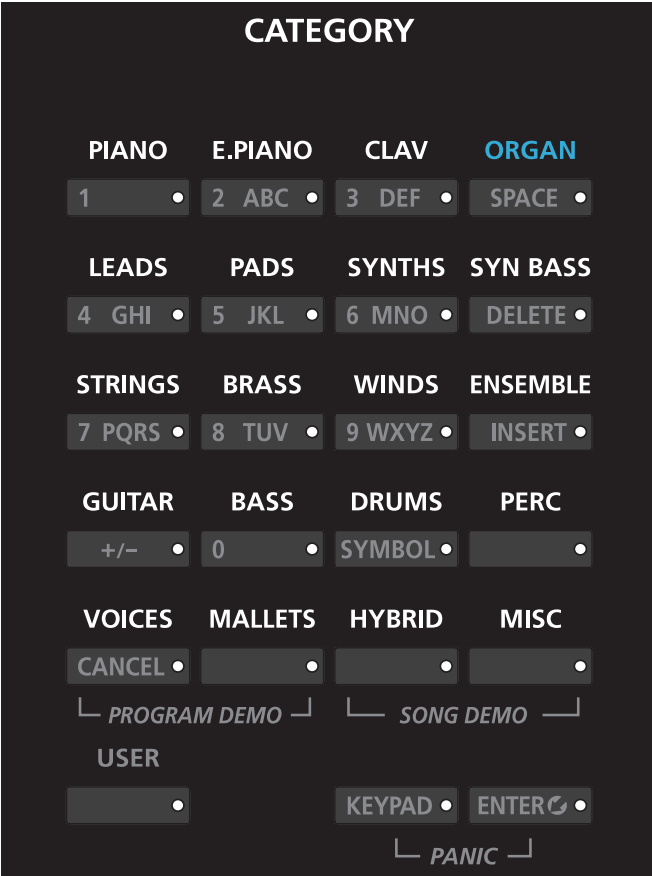 CATEGORY
PIANO E.PIANO CLAV ORGAN
1 2 ABC 3 DEF SPACE
LEADS PADS SYNTHS SYN BASS
4 GHI 5 JKL 6 MNO DELETE
STRINGS BRASS WINDS ENSEMBLE
7 PQRS 8 TUV 9 WXYZ INSERT
GUITAR BASS DRUMS PERC
+/− 0 SYMBOL
VOICES MALLETS HYBRID MISC
CANCEL
PROGRAM DEMO SONG DEMO
USER
KEYPAD ENTER
PANIC